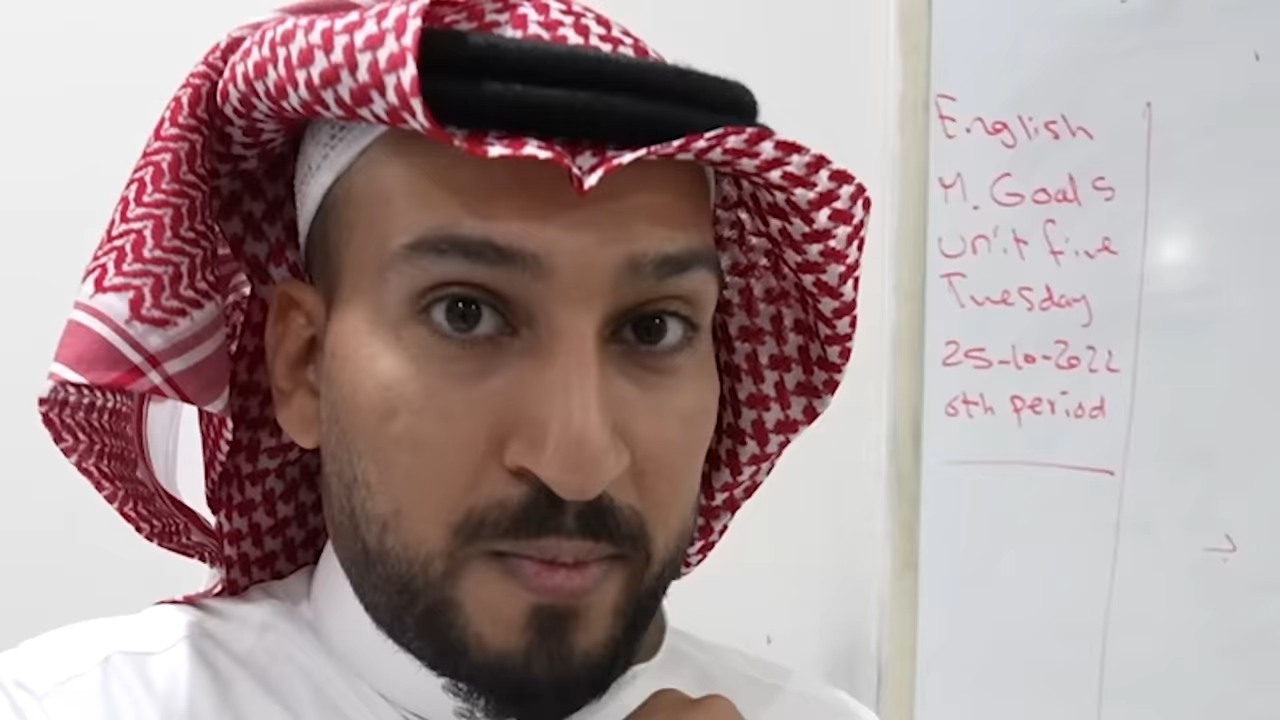 English
M. Goals
Unit five
Tuesday
25-10-2022
6th period